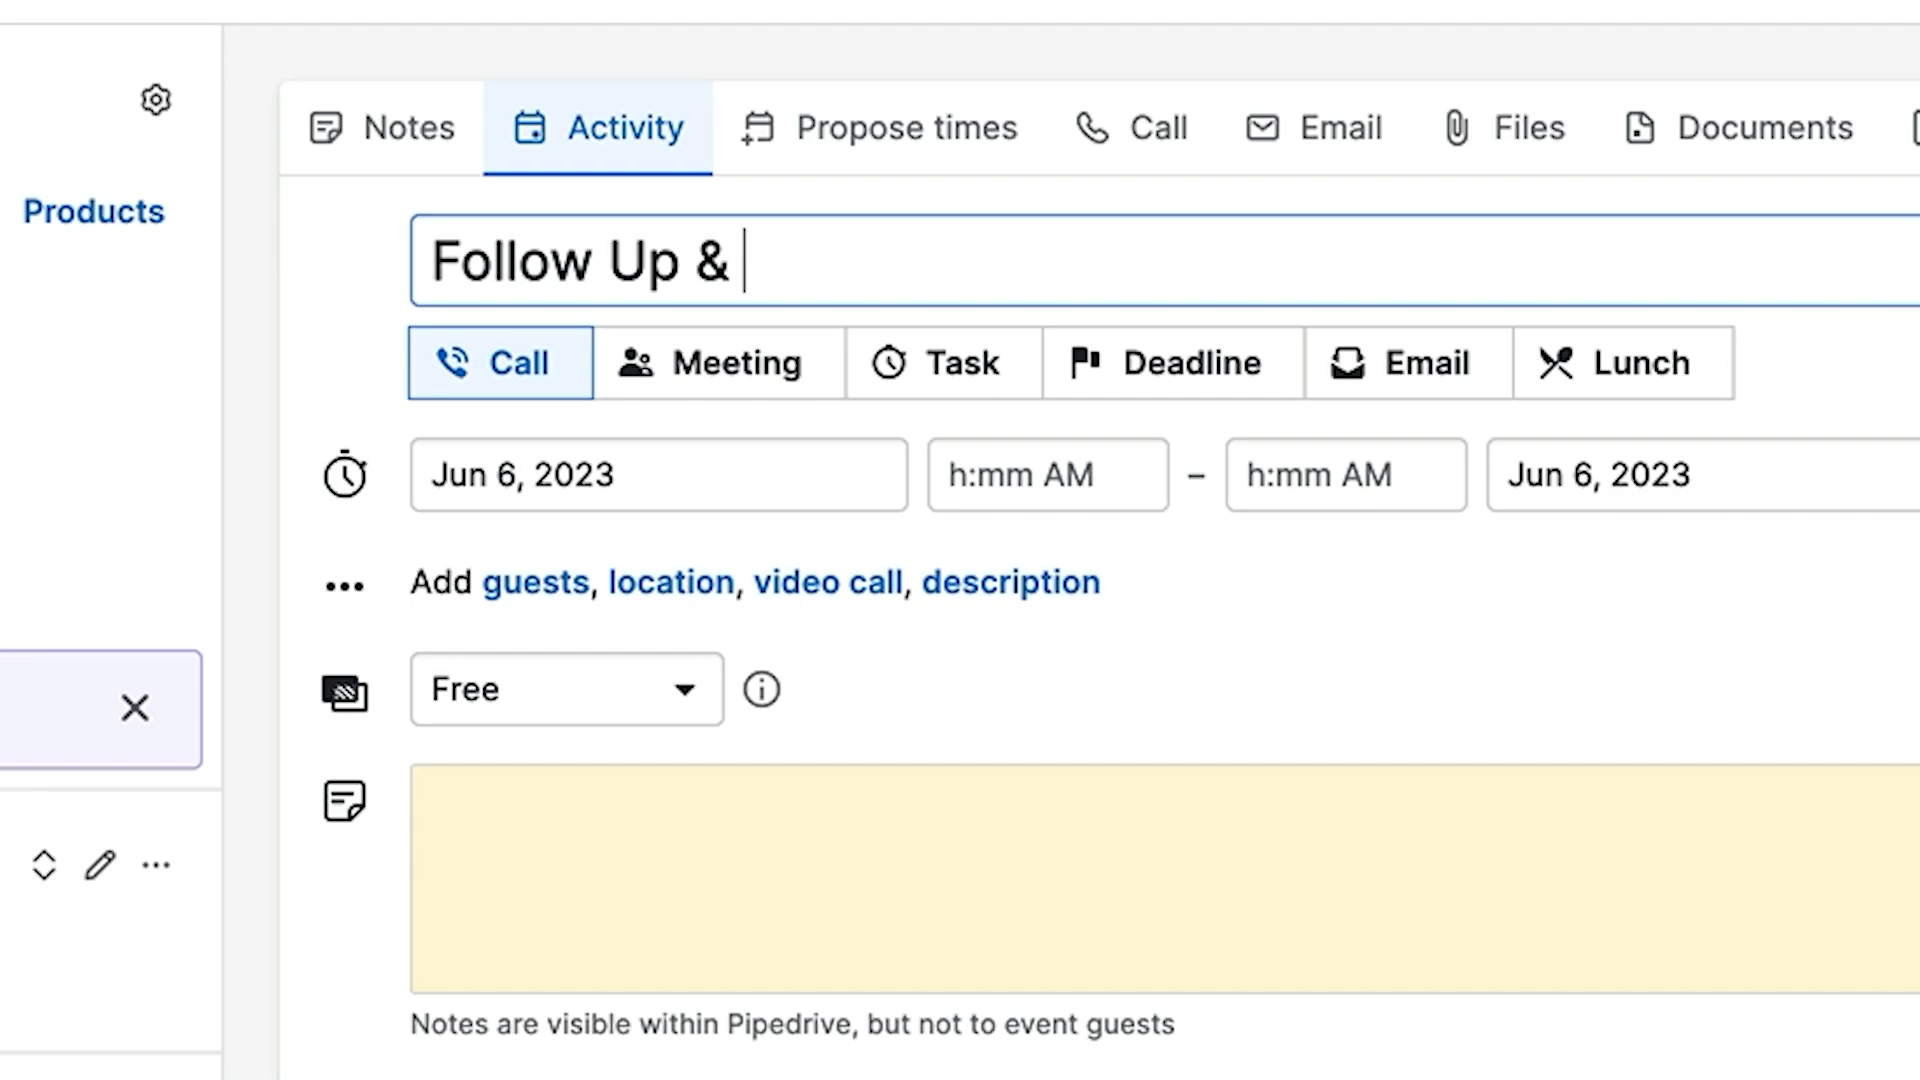 Notes Activity Propose times Call Email Files Documents
Products
Follow Up &
Call Meeting Task Deadline Email Lunch
Jun 6, 2023 h:mm AM – h:mm AM Jun 6, 2023
Add guests, location, video call, description
Free
Notes are visible within Pipedrive, but not to event guests